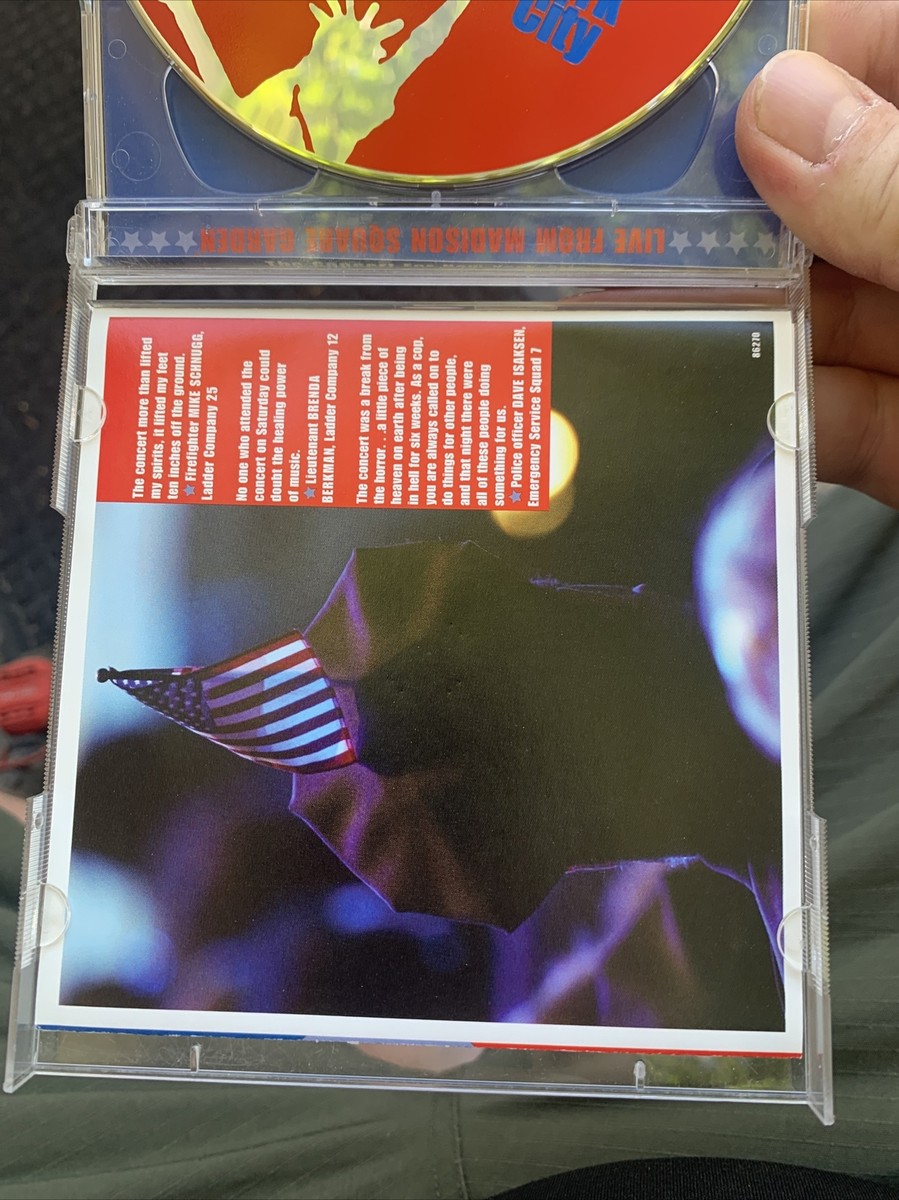 City
LIVE FROM MADISON SQUARE GARDEN
The concert more than lifted
my spirits, it lifted my feet
ten inches off the ground.
★ Firefighter MIKE SCHRUGG,
Ladder Company 25
No one who attended the
concert on Saturday could
doubt the healing power
of music.
★ Lieutenant BRENDA
BERKMAN, Ladder Company 12
The concert was a break from
the horror. . .a little piece of
heaven on earth after being
in hell for six weeks. As a cop,
you are always called on to
do things for other people,
and that night there were
all of these people doing
something for us.
★ Police officer DAVE ISAKSEN,
Emergency Service Squad 7
86270